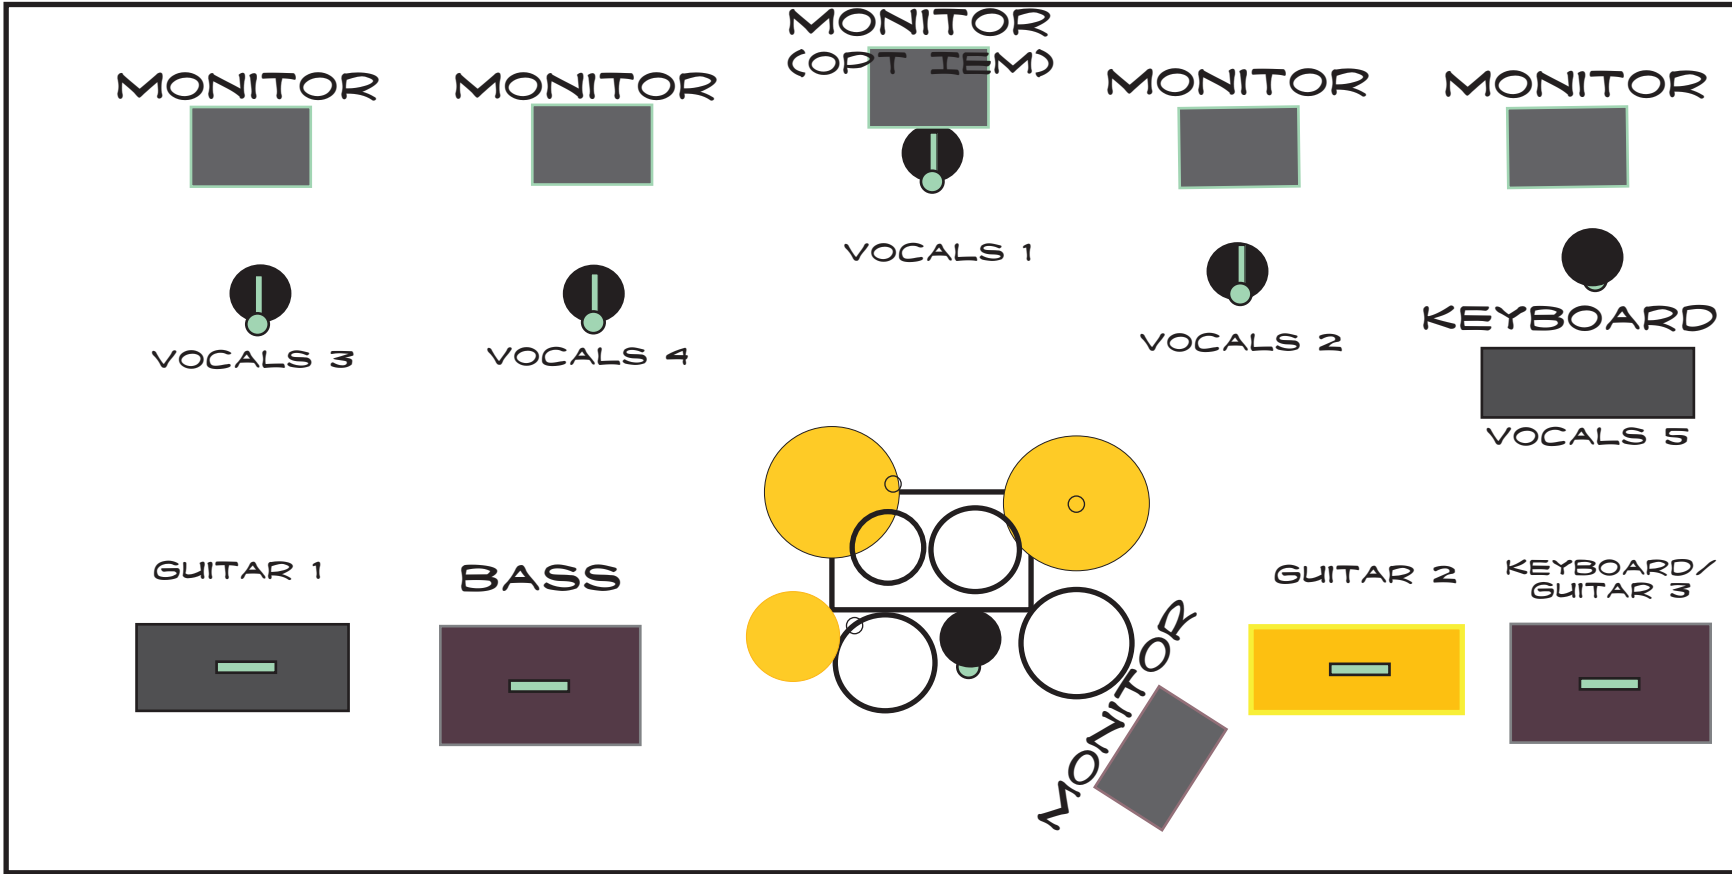 MONITOR
(OPT IEM)
MONITOR
MONITOR
MONITOR
MONITOR
VOCALS 1
VOCALS 3
VOCALS 4
VOCALS 2
KEYBOARD
VOCALS 5
GUITAR 1
BASS
GUITAR 2
KEYBOARD/
GUITAR 3
MONITOR